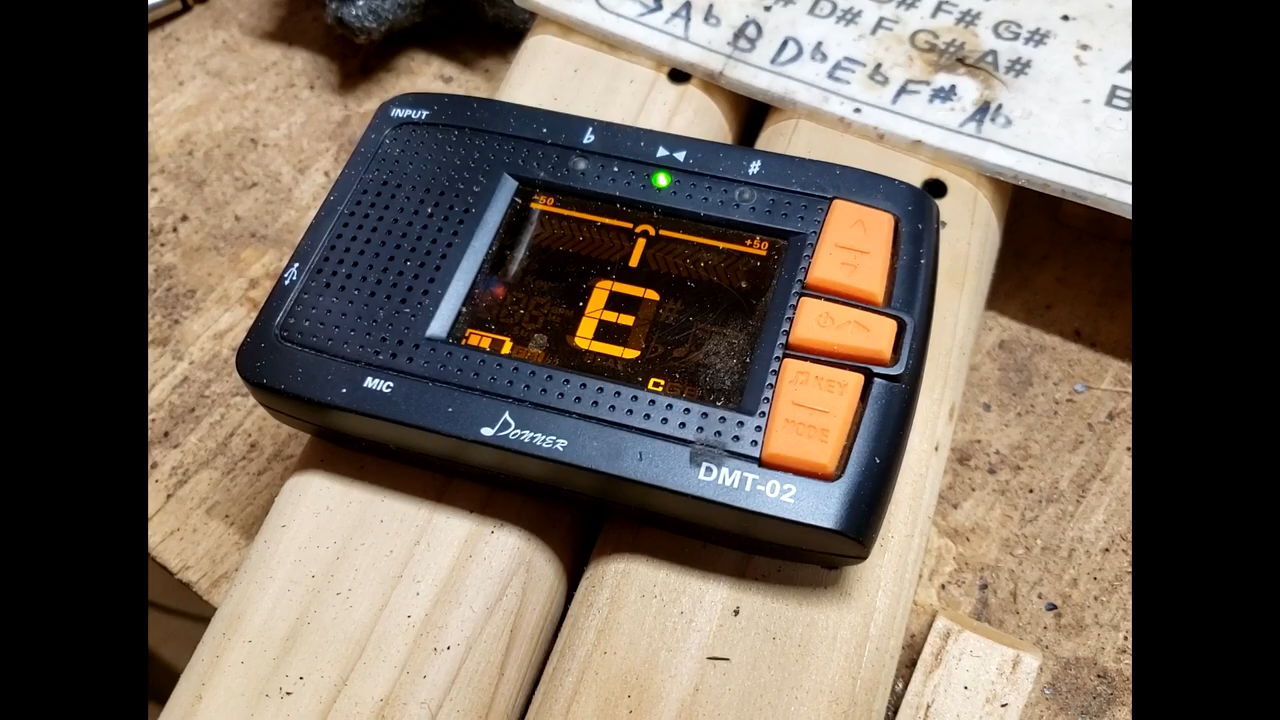 D# F# G#
# D# F G# A#
Ab B Db Eb F# Ab
B
INPUT
b
#
-50
+50
E
C
KEY
MODE
MIC
DONNER
DMT-02